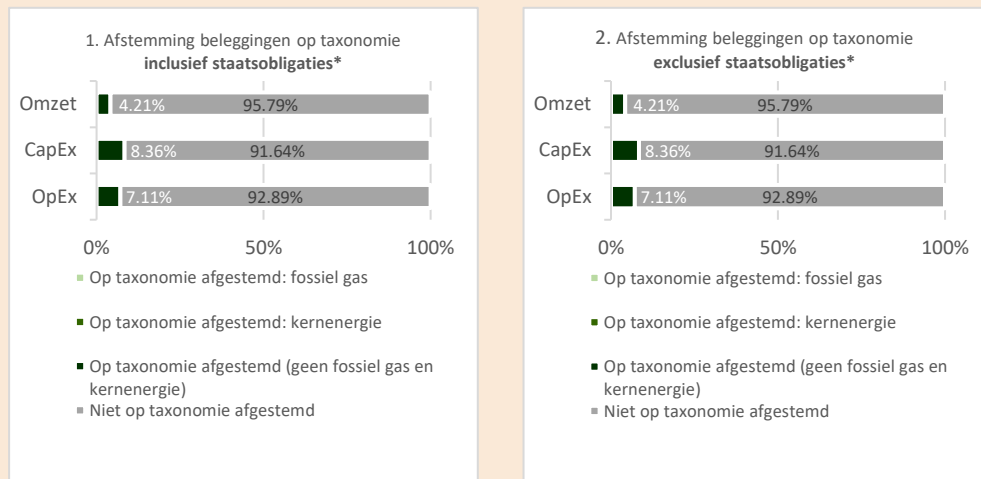 1. Afstemming beleggingen op taxonomie
inclusief staatsobligaties*
Omzet 4.21% 95.79%
CapEx 8.36% 91.64%
OpEx 7.11% 92.89%
0% 50% 100%
Op taxonomie afgestemd: fossiel gas
Op taxonomie afgestemd: kernenergie
Op taxonomie afgestemd (geen fossiel gas en
kernenergie)
Niet op taxonomie afgestemd
2. Afstemming beleggingen op taxonomie
exclusief staatsobligaties*
Omzet 4.21% 95.79%
CapEx 8.36% 91.64%
OpEx 7.11% 92.89%
0% 50% 100%
Op taxonomie afgestemd: fossiel gas
Op taxonomie afgestemd: kernenergie
Op taxonomie afgestemd (geen fossiel gas en
kernenergie)
Niet op taxonomie afgestemd